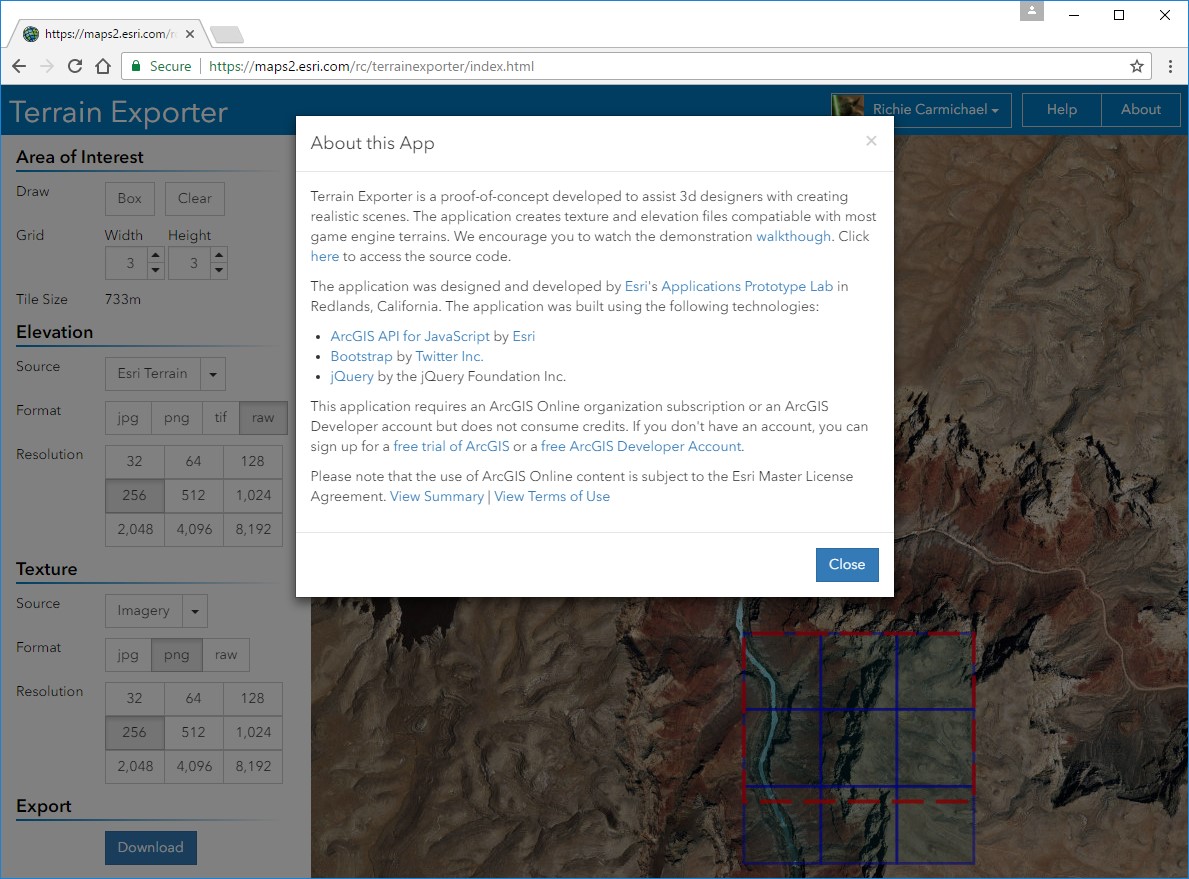 https://maps2.esri.com/rc
Secure https://maps2.esri.com/rc/terrainexporter/index.html
Terrain Exporter
Richie Carmichael
Help
About
Area of Interest
Draw
Box
Clear
Grid
Width
Height
3
3
Tile Size
733m
Elevation
Source
Esri Terrain
Format
jpg
png
tif
raw
Resolution
32
64
128
256
512
1,024
2,048
4,096
8,192
Texture
Source
Imagery
Format
jpg
png
raw
Resolution
32
64
128
256
512
1,024
2,048
4,096
8,192
Export
Download
About this App
×
Terrain Exporter is a proof-of-concept developed to assist 3d designers with creating
realistic scenes. The application creates texture and elevation files compatiable with most
game engine terrains. We encourage you to watch the demonstration walkthough. Click
here to access the source code.
The application was designed and developed by Esri's Applications Prototype Lab in
Redlands, California. The application was built using the following technologies:
• ArcGIS API for JavaScript by Esri
• Bootstrap by Twitter Inc.
• jQuery by the jQuery Foundation Inc.
This application requires an ArcGIS Online organization subscription or an ArcGIS
Developer account but does not consume credits. If you don't have an account, you can
sign up for a free trial of ArcGIS or a free ArcGIS Developer Account.
Please note that the use of ArcGIS Online content is subject to the Esri Master License
Agreement. View Summary | View Terms of Use
Close